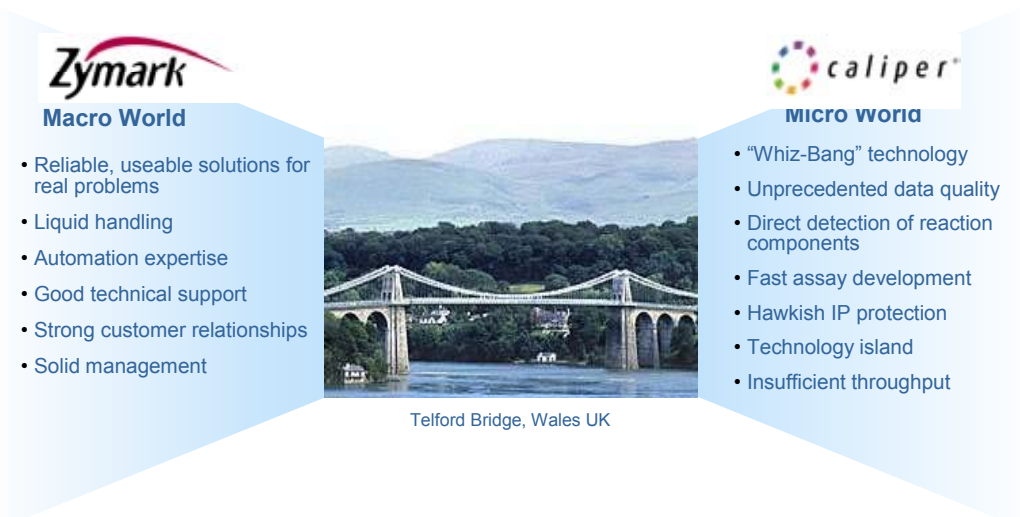 Zymark
Macro World
• Reliable, useable solutions for
real problems
• Liquid handling
• Automation expertise
• Good technical support
• Strong customer relationships
• Solid management
Telford Bridge, Wales UK
caliper
Micro World
• “Whiz-Bang” technology
• Unprecedented data quality
• Direct detection of reaction
components
• Fast assay development
• Hawkish IP protection
• Technology island
• Insufficient throughput